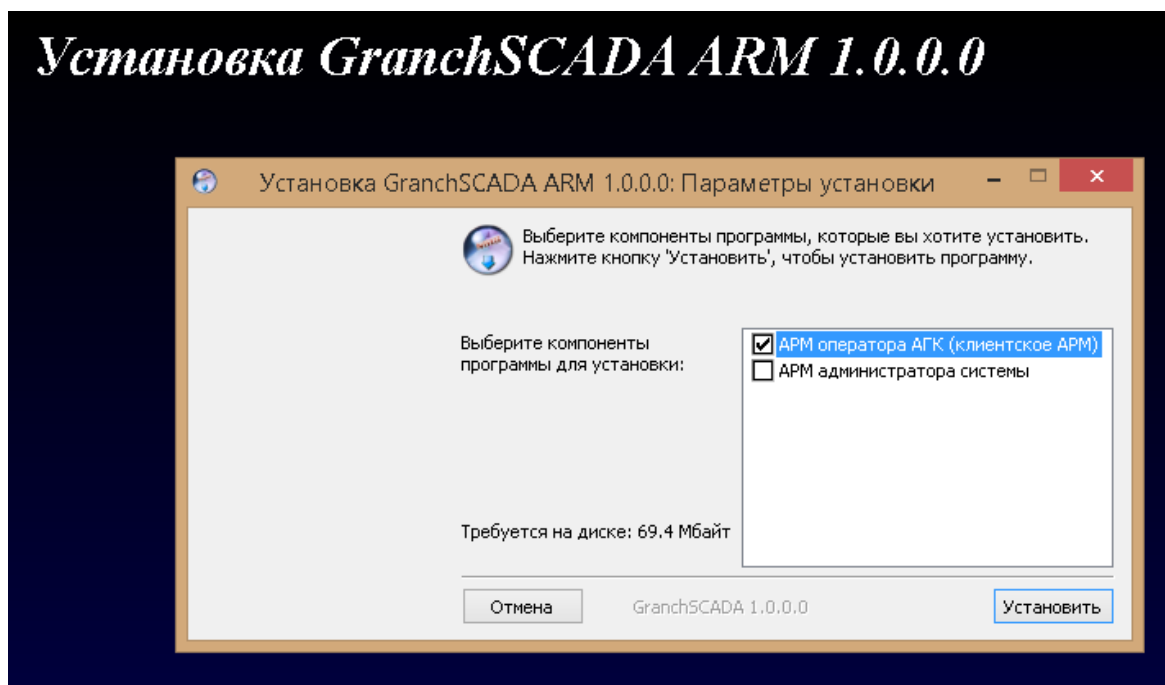 Установка GranchSCADA ARM 1.0.0.0
Установка GranchSCADA ARM 1.0.0.0: Параметры установки
Выберите компоненты программы, которые вы хотите установить.
Нажмите кнопку 'Установить', чтобы установить программу.
Выберите компоненты
программы для установки:
АРМ оператора АГК (клиентское АРМ)
АРМ администратора системы
Требуется на диске: 69.4 Мбайт
Отмена
GranchSCADA 1.0.0.0
Установить